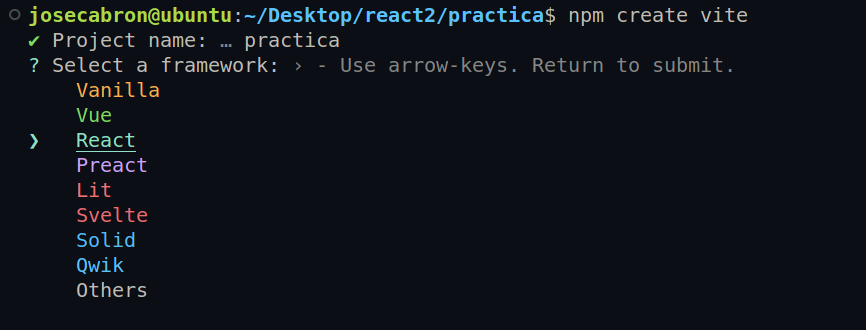 josecabron@ubuntu:~/Desktop/react2/practica$ npm create vite
✔ Project name: … practica
? Select a framework: › - Use arrow-keys. Return to submit.
Vanilla
Vue
❯ React
Preact
Lit
Svelte
Solid
Qwik
Others